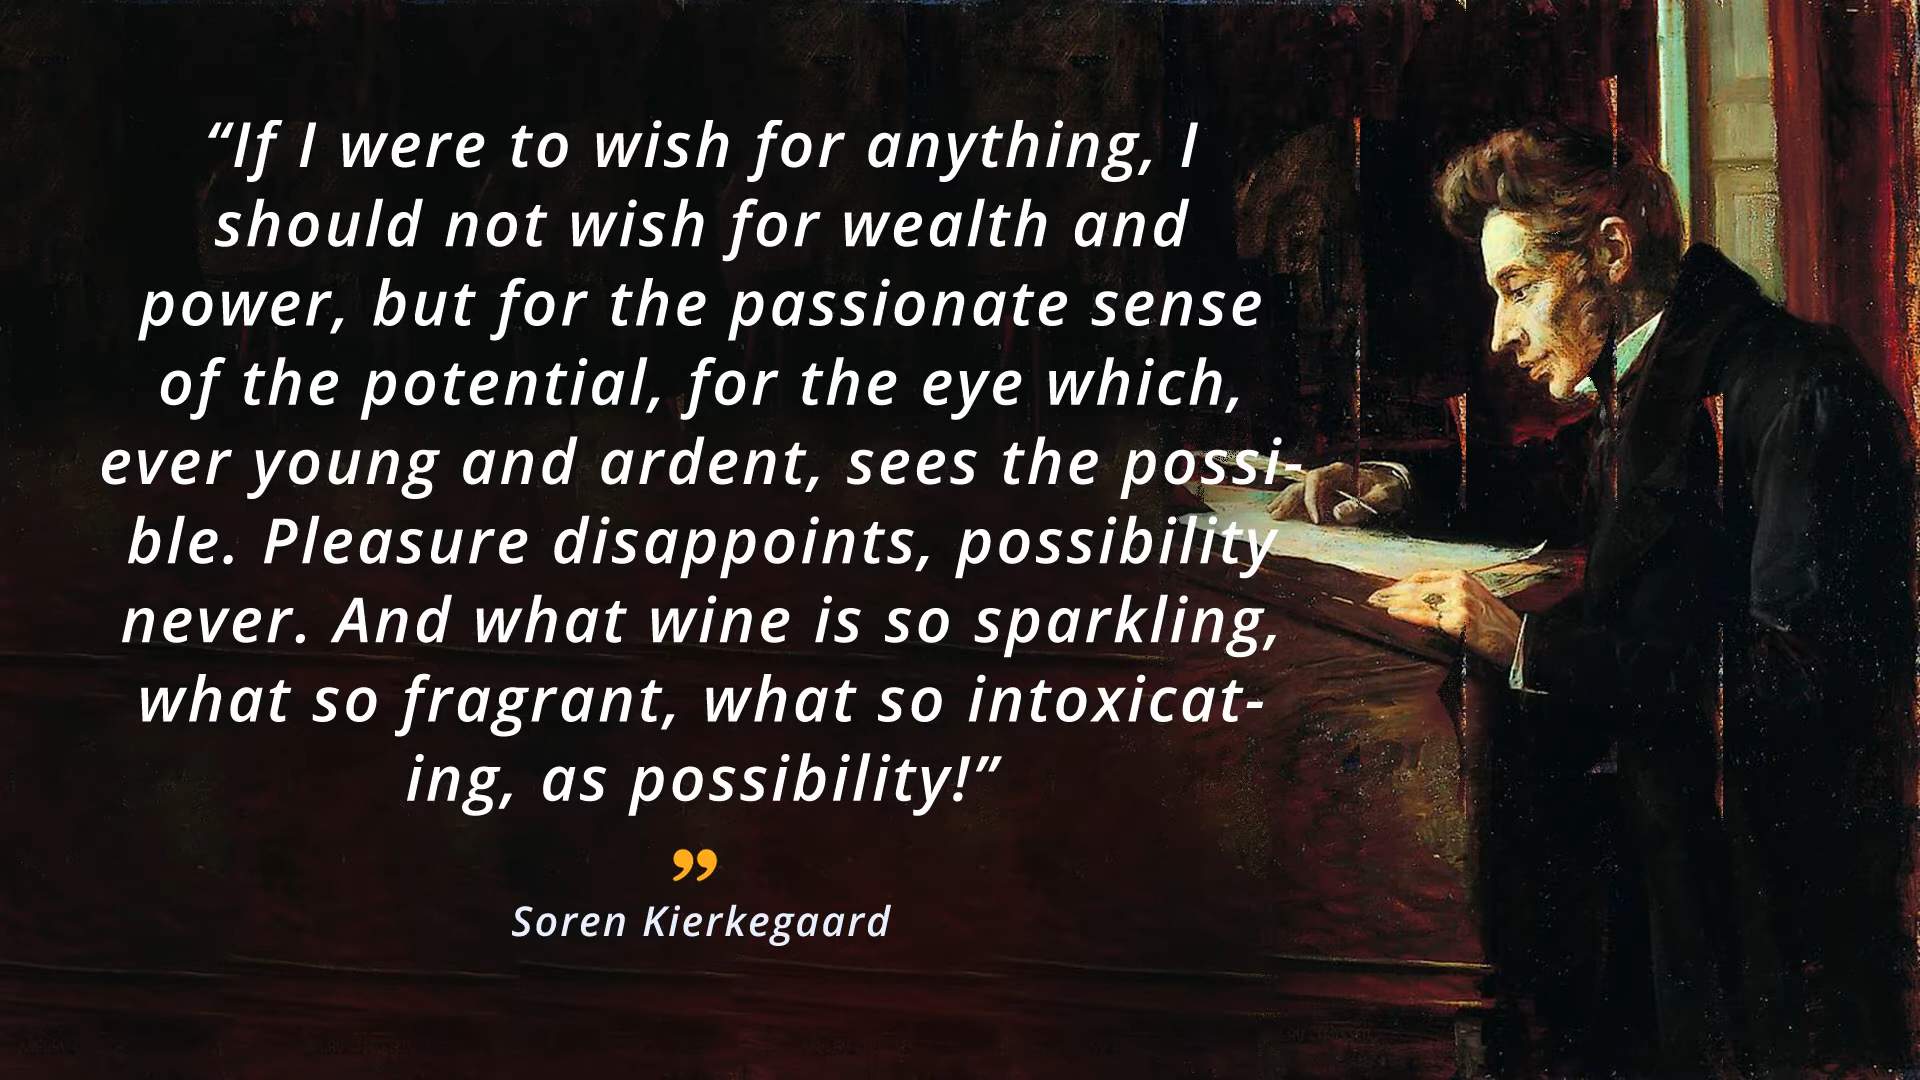 “If I were to wish for anything, I
should not wish for wealth and
power, but for the passionate sense
of the potential, for the eye which,
ever young and ardent, sees the possi-
ble. Pleasure disappoints, possibility
never. And what wine is so sparkling,
what so fragrant, what so intoxicat-
ing, as possibility!”
”
Soren Kierkegaard